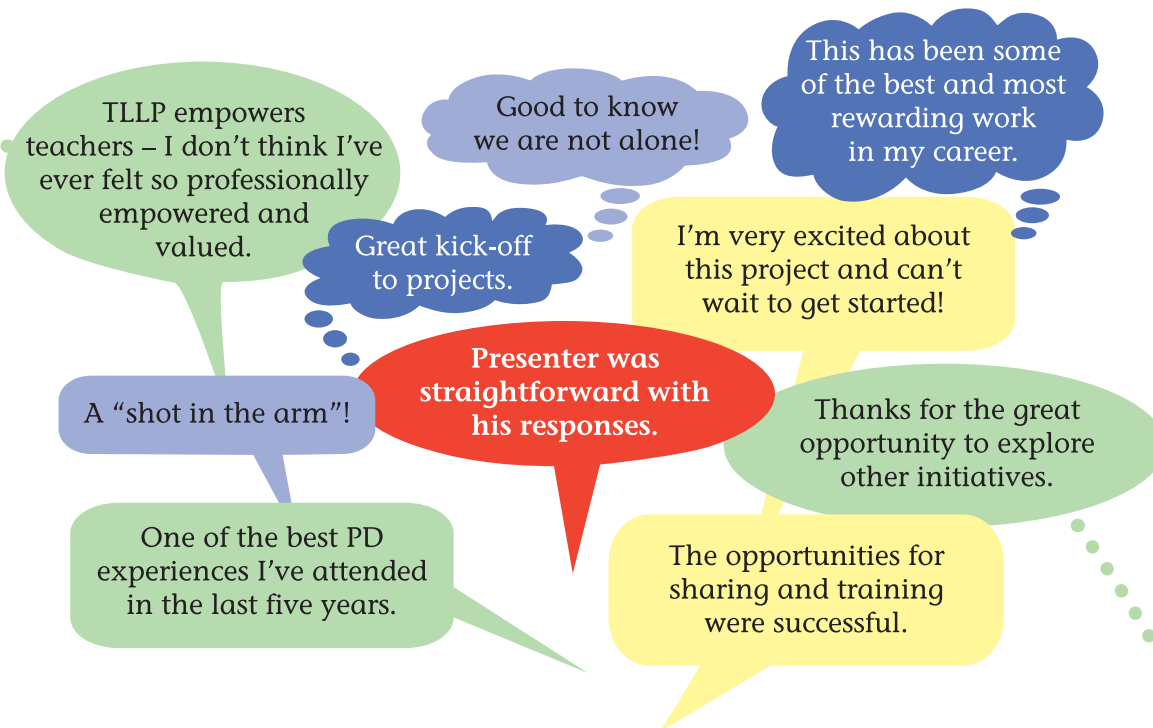 This has been some
of the best and most
rewarding work
in my career.
Good to know
we are not alone!
TLLP empowers
teachers – I don’t think I’ve
ever felt so professionally
empowered and
valued.
Great kick-off
to projects.
I’m very excited about
this project and can’t
wait to get started!
Presenter was
straightforward with
his responses.
A “shot in the arm”!
Thanks for the great
opportunity to explore
other initiatives.
One of the best PD
experiences I’ve attended
in the last five years.
The opportunities for
sharing and training
were successful.